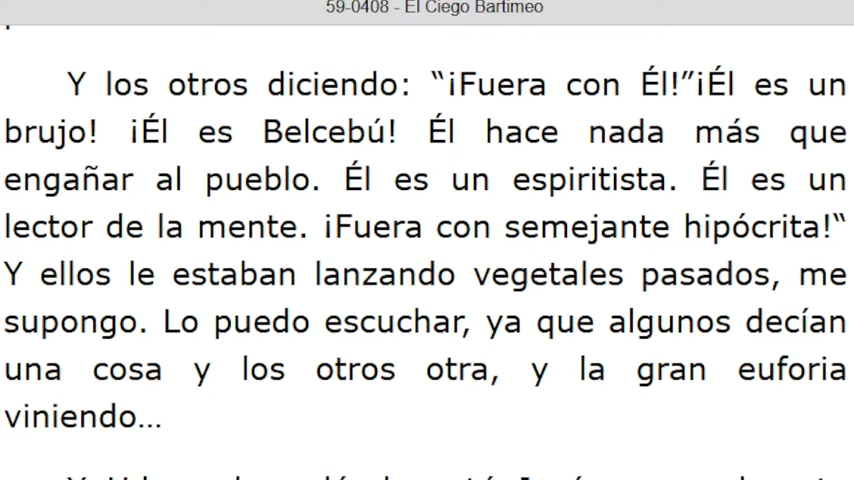 59-0408 - El Ciego Bartimeo
Y los otros diciendo: “¡Fuera con Él!”¡Él es un
brujo! ¡Él es Belcebú! Él hace nada más que
engañar al pueblo. Él es un espiritista. Él es un
lector de la mente. ¡Fuera con semejante hipócrita!“
Y ellos le estaban lanzando vegetales pasados, me
supongo. Lo puedo escuchar, ya que algunos decían
una cosa y los otros otra, y la gran euforia
viniendo…